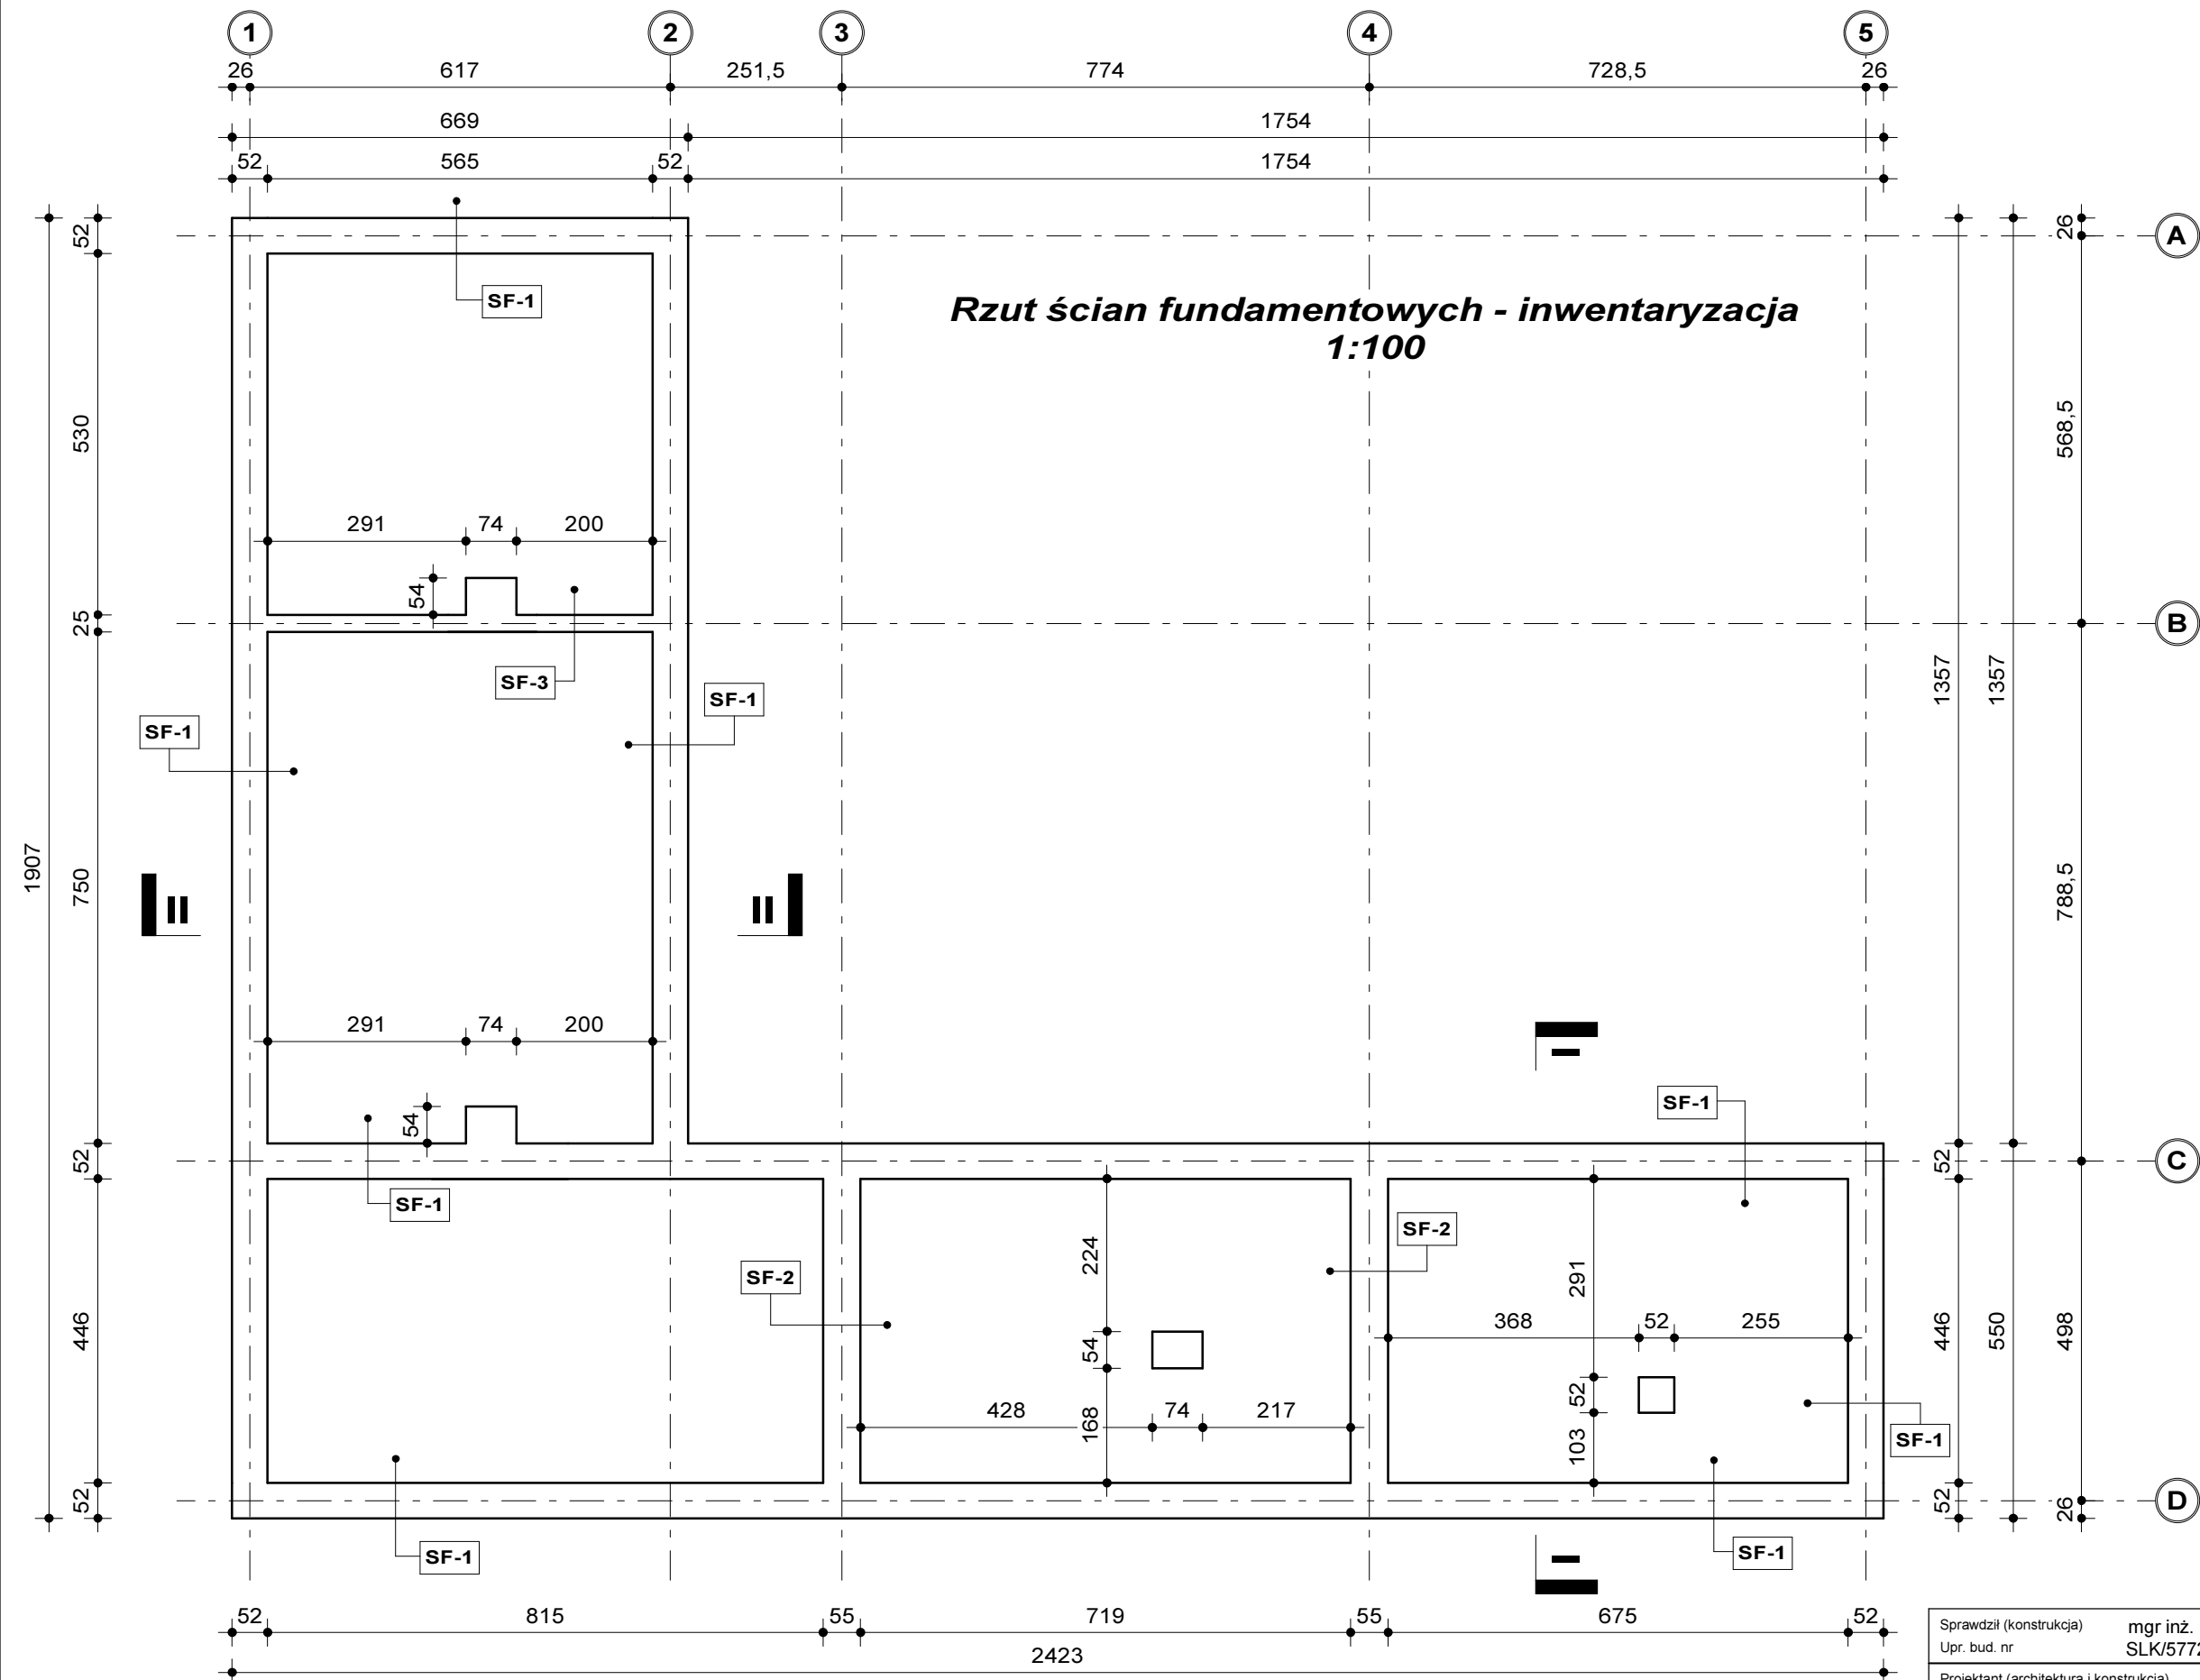 1 2 3 4 5
26 617 251,5 774 728,5 26
669 1754
52 565 52 1754
52
26
A
SF-1
Rzut ścian fundamentowych - inwentaryzacja
1:100
530
568,5
291 74 200
54
25
B
SF-3
SF-1
SF-1
1357
1357
1907
750
788,5
II
II
291 74 200
54
I
SF-1
52
52
C
SF-1
SF-2
224
SF-2
291
446
368 52 255
446
550
498
54
52
428 74 217
168
103
SF-1
52
52
26
D
SF-1
SF-1
I
52 815 55 719 55 675 52
2423
Sprawdził (konstrukcja) mgr inż.
Upr. bud. nr SLK/5772
Projektant (architektura i konstrukcja)